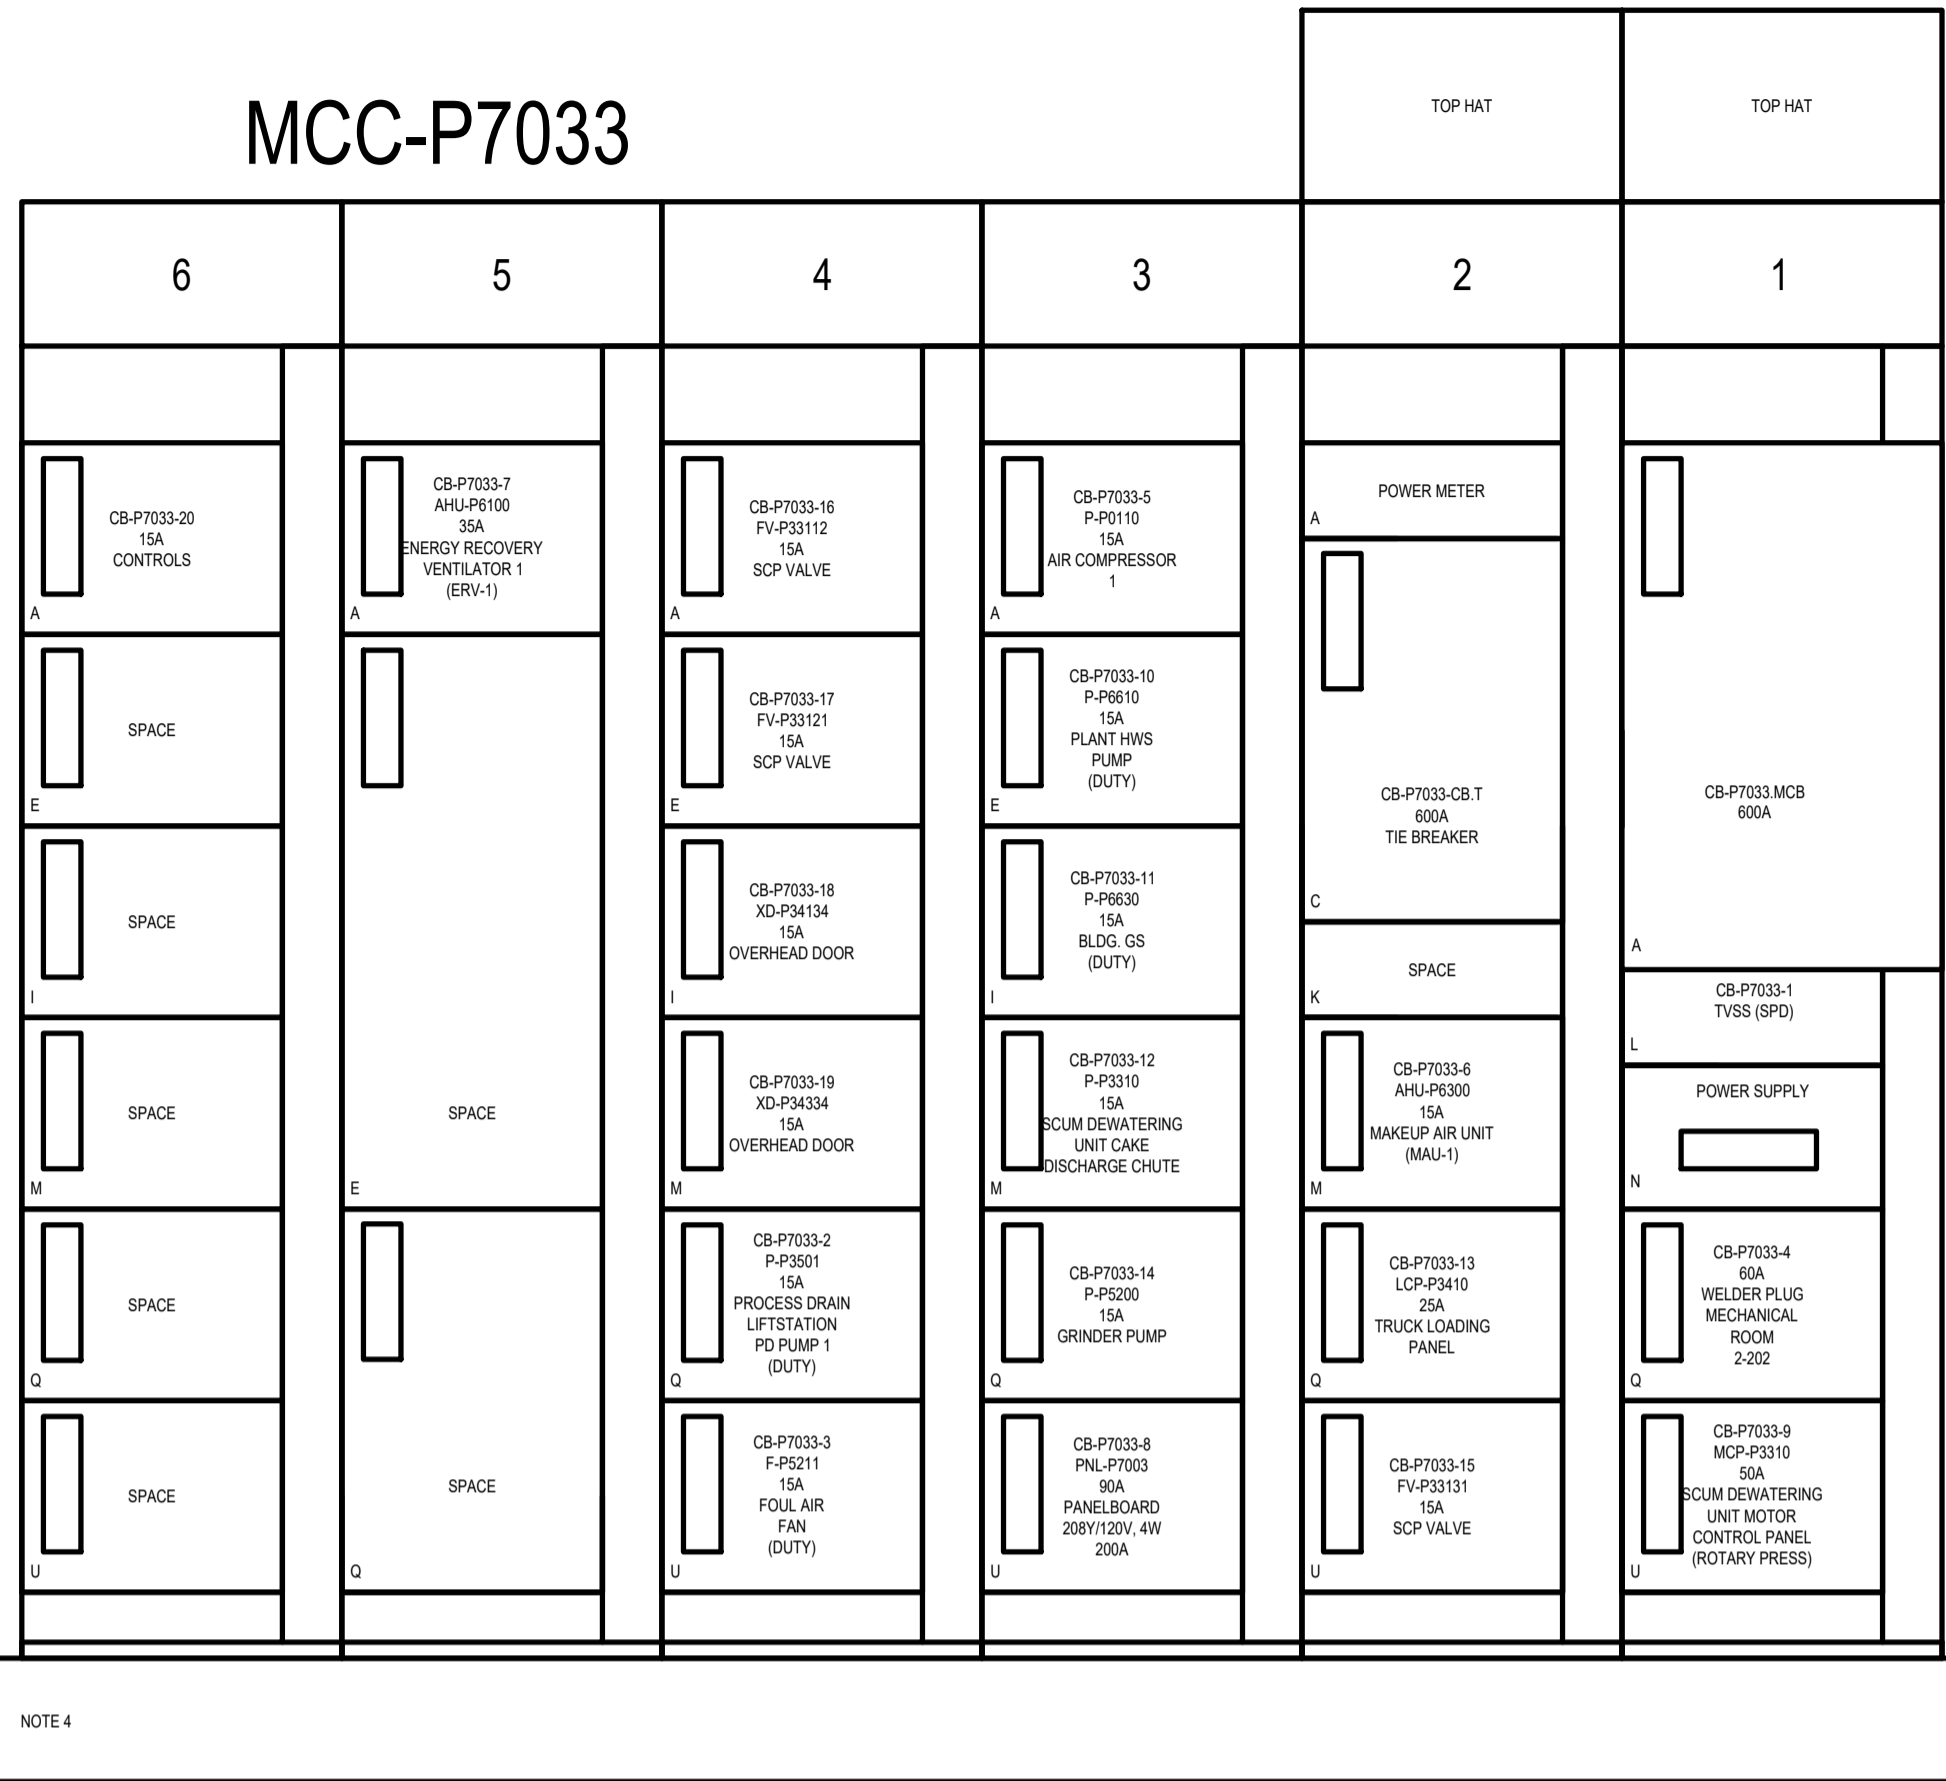 TOP HAT
TOP HAT
MCC-P7033
6
5
4
3
2
1
CB-P7033-20
15A
CONTROLS
A
SPACE
E
SPACE
I
SPACE
M
SPACE
Q
SPACE
U
CB-P7033-7
AHU-P6100
35A
ENERGY RECOVERY
VENTILATOR 1
(ERV-1)
A
SPACE
E
SPACE
Q
CB-P7033-16
FV-P33112
15A
SCP VALVE
A
CB-P7033-17
FV-P33121
15A
SCP VALVE
E
CB-P7033-18
XD-P34134
15A
OVERHEAD DOOR
I
CB-P7033-19
XD-P34334
15A
OVERHEAD DOOR
M
CB-P7033-2
P-P3501
15A
PROCESS DRAIN
LIFTSTATION
PD PUMP 1
(DUTY)
Q
CB-P7033-3
F-P5211
15A
FOUL AIR
FAN
(DUTY)
U
CB-P7033-5
P-P0110
15A
AIR COMPRESSOR
1
A
CB-P7033-10
P-P6610
15A
PLANT HWS
PUMP
(DUTY)
E
CB-P7033-11
P-P6630
15A
BLDG. GS
(DUTY)
I
CB-P7033-12
P-P3310
15A
SCUM DEWATERING
UNIT CAKE
DISCHARGE CHUTE
M
CB-P7033-14
P-P5200
15A
GRINDER PUMP
Q
CB-P7033-8
PNL-P7003
90A
PANELBOARD
208Y/120V, 4W
200A
U
POWER METER
A
CB-P7033-CB.T
600A
TIE BREAKER
C
SPACE
K
CB-P7033-6
AHU-P6300
15A
MAKEUP AIR UNIT
(MAU-1)
M
CB-P7033-13
LCP-P3410
25A
TRUCK LOADING
PANEL
Q
CB-P7033-15
FV-P33131
15A
SCP VALVE
U
CB-P7033.MCB
600A
A
CB-P7033-1
TVSS (SPD)
L
POWER SUPPLY
N
CB-P7033-4
60A
WELDER PLUG
MECHANICAL
ROOM
2-202
Q
CB-P7033-9
MCP-P3310
50A
SCUM DEWATERING
UNIT MOTOR
CONTROL PANEL
(ROTARY PRESS)
U
NOTE 4